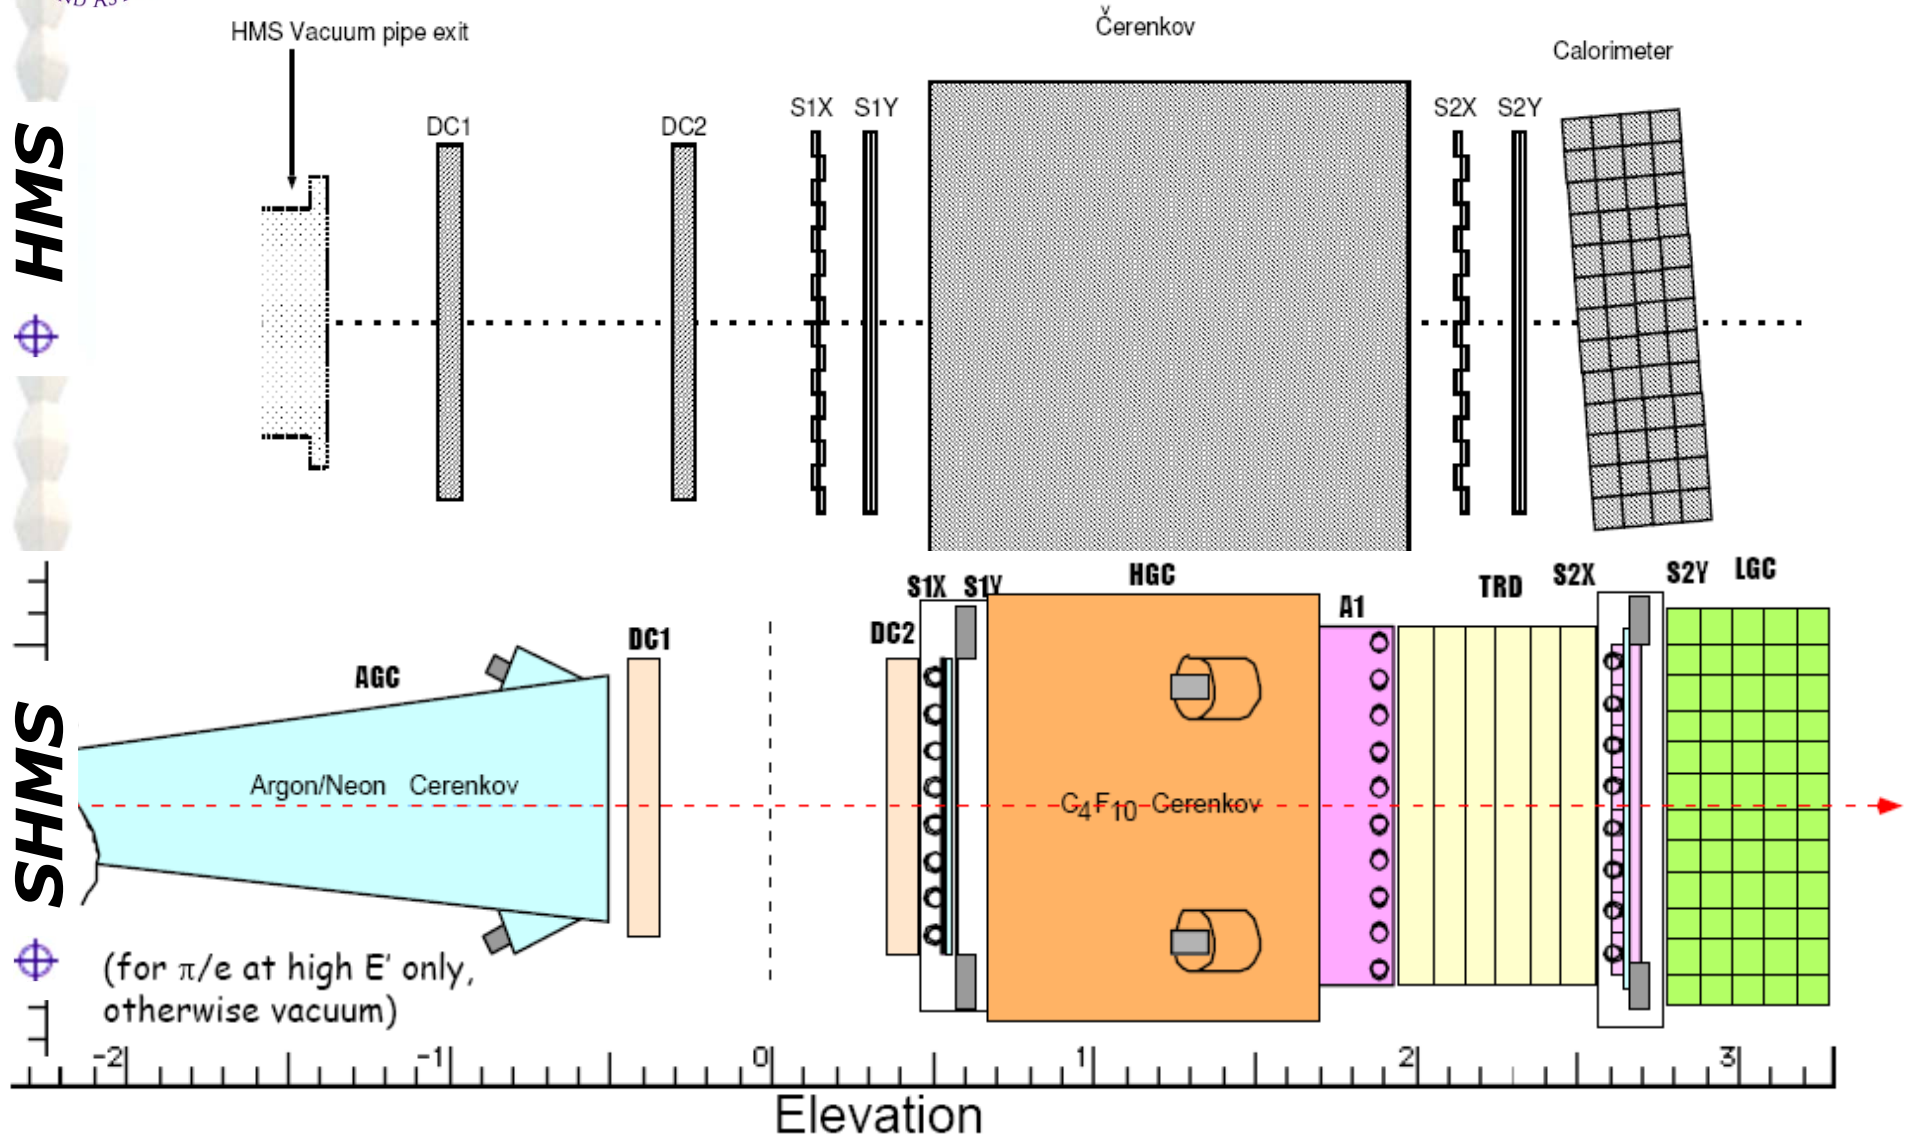 HMS Vacuum pipe exit
Čerenkov
Calorimeter
DC1
DC2
S1X
S1Y
S2X
S2Y
HMS
S1X
S1Y
HGC
A1
TRD
S2X
S2Y
LGC
DC2
DC1
AGC
Argon/Neon Cerenkov
C4F10 Cerenkov
SHMS
(for π/e at high E' only,
otherwise vacuum)
-2
-1
0
1
2
3
Elevation